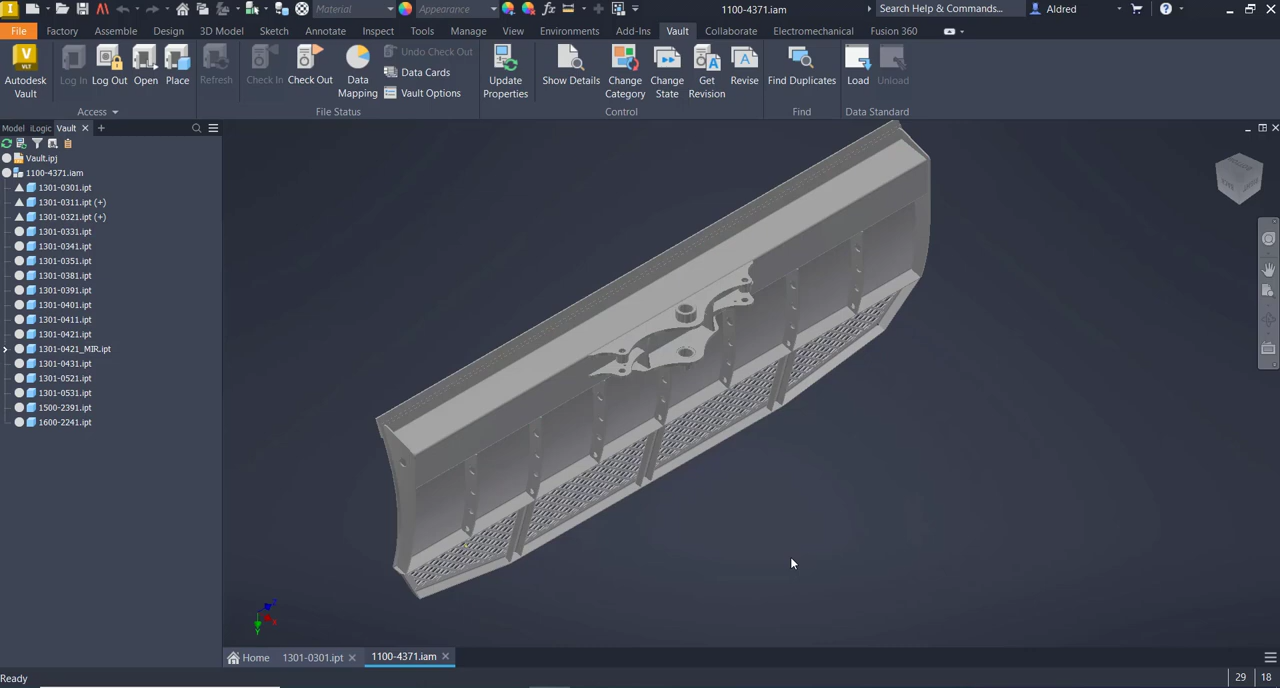 I PRO Material Appearance fx 1100-4371.iam Search Help & Commands... Aldred
File Factory Assemble Design 3D Model Sketch Annotate Inspect Tools Manage View Environments Add-Ins Vault Collaborate Electromechanical Fusion 360
V VLT Autodesk Vault
Log In
Log Out
Open
Place
Refresh
Check In
Check Out
Data Mapping
Undo Check Out
Data Cards
Vault Options
Update Properties
Show Details
Change Category
Change State
Get Revision
Revise
Find Duplicates
Load
Unload
Access File Status Control Find Data Standard
Model iLogic Vault
Vault.ipj
1100-4371.iam
1301-0301.ipt
1301-0311.ipt (+)
1301-0321.ipt (+)
1301-0331.ipt
1301-0341.ipt
1301-0351.ipt
1301-0381.ipt
1301-0391.ipt
1301-0401.ipt
1301-0411.ipt
1301-0421.ipt
1301-0421_MIR.ipt
1301-0431.ipt
1301-0521.ipt
1301-0531.ipt
1500-2391.ipt
1600-2241.ipt
Z
X
Y
Home 1301-0301.ipt 1100-4371.iam
Ready 29 18